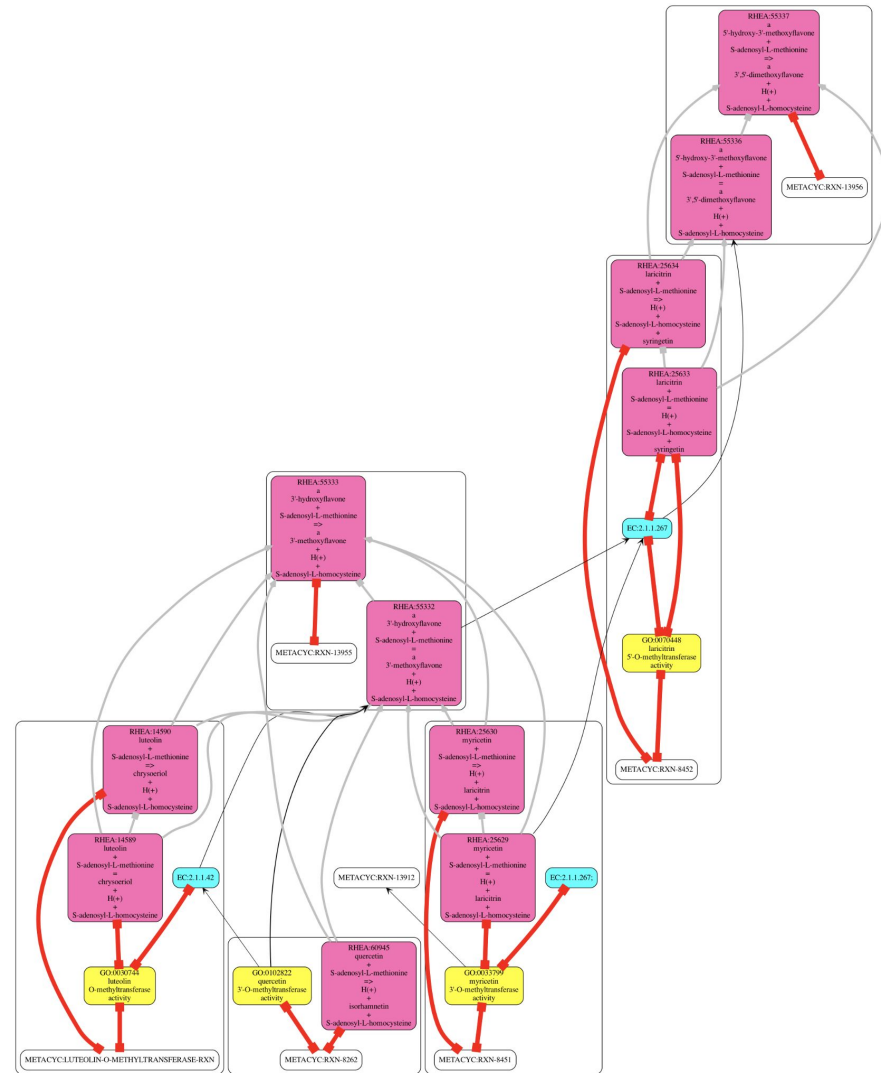 RHEA:55337
a
5'-hydroxy-3'-methoxyflavone
+
S-adenosyl-L-methionine
=>
a
3',5'-dimethoxyflavone
+
H(+)
+
S-adenosyl-L-homocysteine
RHEA:55336
a
5'-hydroxy-3'-methoxyflavone
+
S-adenosyl-L-methionine
=
a
3',5'-dimethoxyflavone
+
H(+)
+
S-adenosyl-L-homocysteine
METACYC:RXN-13956
RHEA:25634
laricitrin
+
S-adenosyl-L-methionine
=>
H(+)
+
S-adenosyl-L-homocysteine
+
syringetin
RHEA:25633
laricitrin
+
S-adenosyl-L-methionine
=
H(+)
+
S-adenosyl-L-homocysteine
+
syringetin
EC:2.1.1.267
GO:0070448
laricitrin
5'-O-methyltransferase
activity
METACYC:RXN-8452
RHEA:55333
a
3'-hydroxyflavone
+
S-adenosyl-L-methionine
=>
a
3'-methoxyflavone
+
H(+)
+
S-adenosyl-L-homocysteine
RHEA:55332
a
3'-hydroxyflavone
+
S-adenosyl-L-methionine
=
a
3'-methoxyflavone
+
H(+)
+
S-adenosyl-L-homocysteine
METACYC:RXN-13955
RHEA:14590
luteolin
+
S-adenosyl-L-methionine
=>
chrysoeriol
+
H(+)
+
S-adenosyl-L-homocysteine
RHEA:14589
luteolin
+
S-adenosyl-L-methionine
=
chrysoeriol
+
H(+)
+
S-adenosyl-L-homocysteine
EC:2.1.1.42
GO:0030744
luteolin
O-methyltransferase
activity
METACYC:LUTEOLIN-O-METHYLTRANSFERASE-RXN
GO:0102822
quercetin
3'-O-methyltransferase
activity
RHEA:60945
quercetin
+
S-adenosyl-L-methionine
=>
H(+)
+
isorhamnetin
+
S-adenosyl-L-homocysteine
METACYC:RXN-8262
RHEA:25630
myricetin
+
S-adenosyl-L-methionine
=>
H(+)
+
laricitrin
+
S-adenosyl-L-homocysteine
METACYC:RXN-13912
RHEA:25629
myricetin
+
S-adenosyl-L-methionine
=
H(+)
+
laricitrin
+
S-adenosyl-L-homocysteine
EC:2.1.1.267;
GO:0033799
myricetin
3'-O-methyltransferase
activity
METACYC:RXN-8451